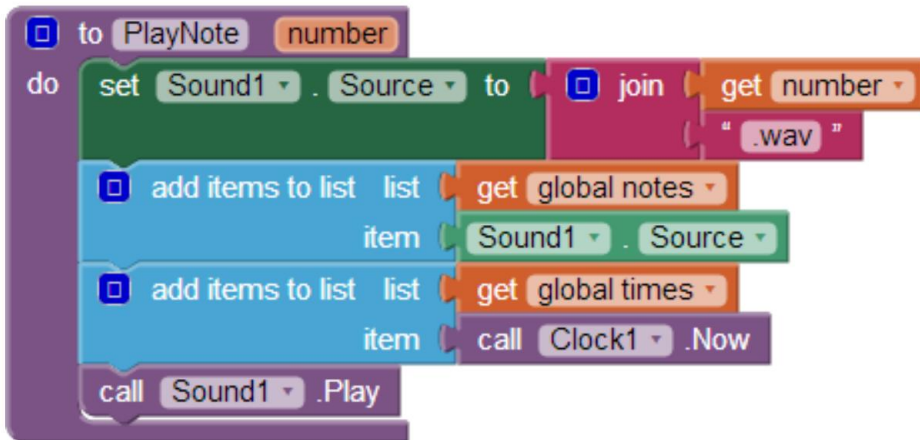 to PlayNote number
do set Sound1 . Source to join get number
" .wav "
add items to list list get global notes
item Sound1 . Source
add items to list list get global times
item call Clock1 .Now
call Sound1 .Play